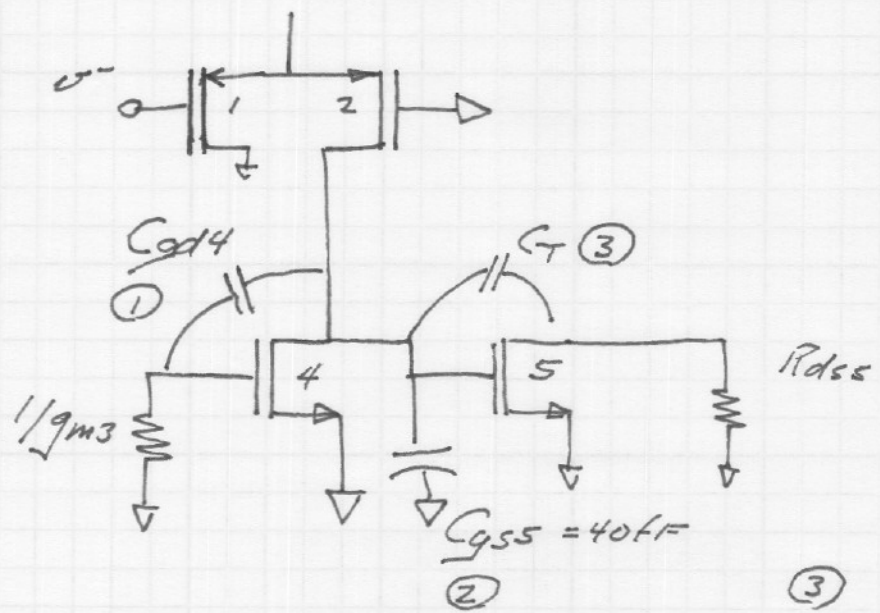 v-
1 2
Cgd4
①
CT ③
4
5
Rds5
1/gm3
Cgs5 = 40fF
②
③